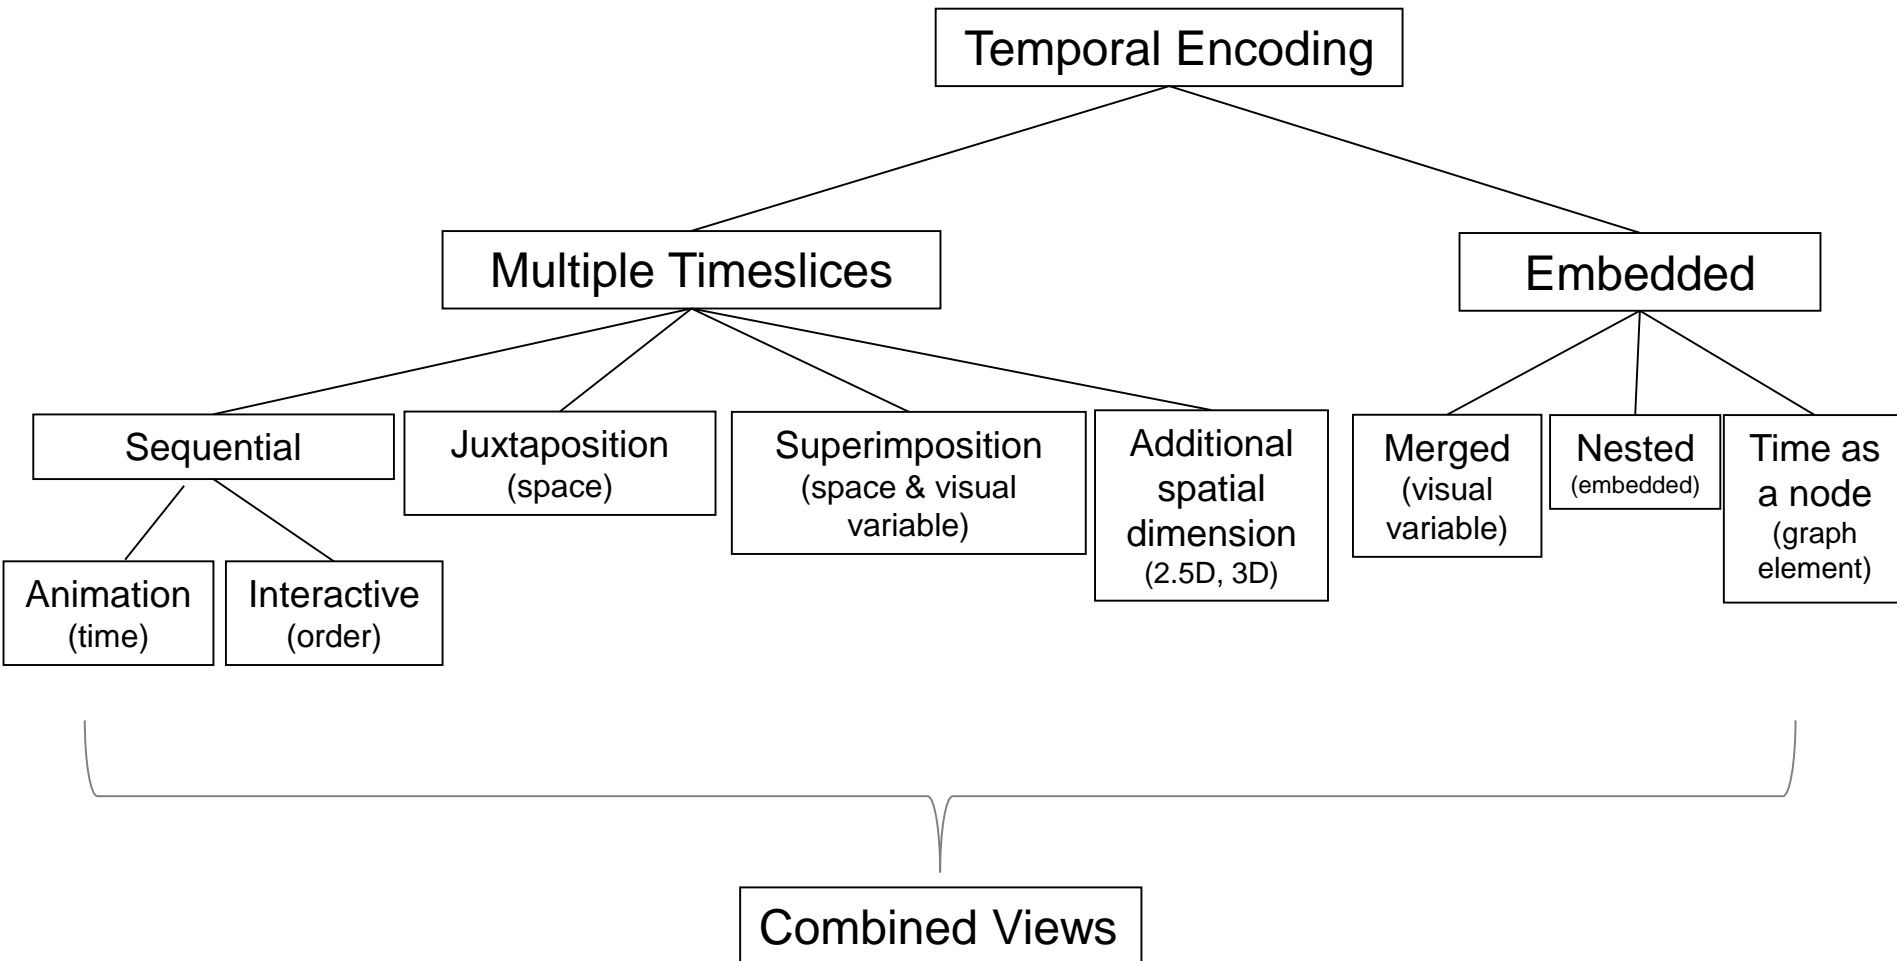 Temporal Encoding
Multiple Timeslices
Embedded
Sequential
Juxtaposition
(space)
Superimposition
(space & visual
variable)
Additional
spatial
dimension
(2.5D, 3D)
Merged
(visual
variable)
Nested
(embedded)
Time as
a node
(graph
element)
Animation
(time)
Interactive
(order)
Combined Views